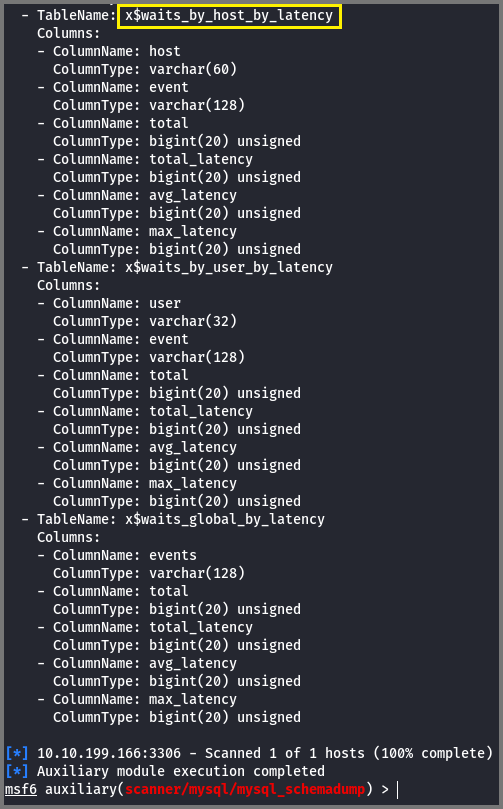 - TableName: x$waits_by_host_by_latency
Columns:
- ColumnName: host
ColumnType: varchar(60)
- ColumnName: event
ColumnType: varchar(128)
- ColumnName: total
ColumnType: bigint(20) unsigned
- ColumnName: total_latency
ColumnType: bigint(20) unsigned
- ColumnName: avg_latency
ColumnType: bigint(20) unsigned
- ColumnName: max_latency
ColumnType: bigint(20) unsigned
- TableName: x$waits_by_user_by_latency
Columns:
- ColumnName: user
ColumnType: varchar(32)
- ColumnName: event
ColumnType: varchar(128)
- ColumnName: total
ColumnType: bigint(20) unsigned
- ColumnName: total_latency
ColumnType: bigint(20) unsigned
- ColumnName: avg_latency
ColumnType: bigint(20) unsigned
- ColumnName: max_latency
ColumnType: bigint(20) unsigned
- TableName: x$waits_global_by_latency
Columns:
- ColumnName: events
ColumnType: varchar(128)
- ColumnName: total
ColumnType: bigint(20) unsigned
- ColumnName: total_latency
ColumnType: bigint(20) unsigned
- ColumnName: avg_latency
ColumnType: bigint(20) unsigned
- ColumnName: max_latency
ColumnType: bigint(20) unsigned
[*] 10.10.199.166:3306 - Scanned 1 of 1 hosts (100% complete)
[*] Auxiliary module execution completed
msf6 auxiliary(scanner/mysql/mysql_schemadump) >